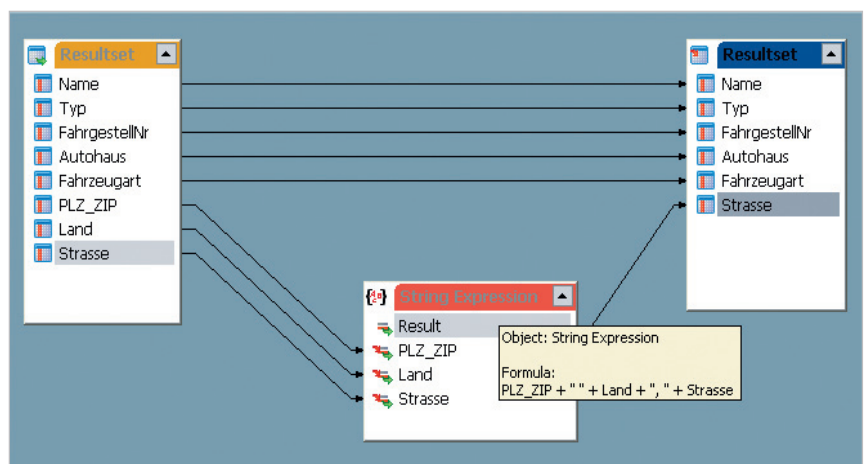 Resultset
Name
Typ
FahrgestellNr
Autohaus
Fahrzeugart
PLZ_ZIP
Land
Strasse
Resultset
Name
Typ
FahrgestellNr
Autohaus
Fahrzeugart
Strasse
String Expression
Result
PLZ_ZIP
Land
Strasse
Object: String Expression
Formula:
PLZ_ZIP + " " + Land + ", " + Strasse